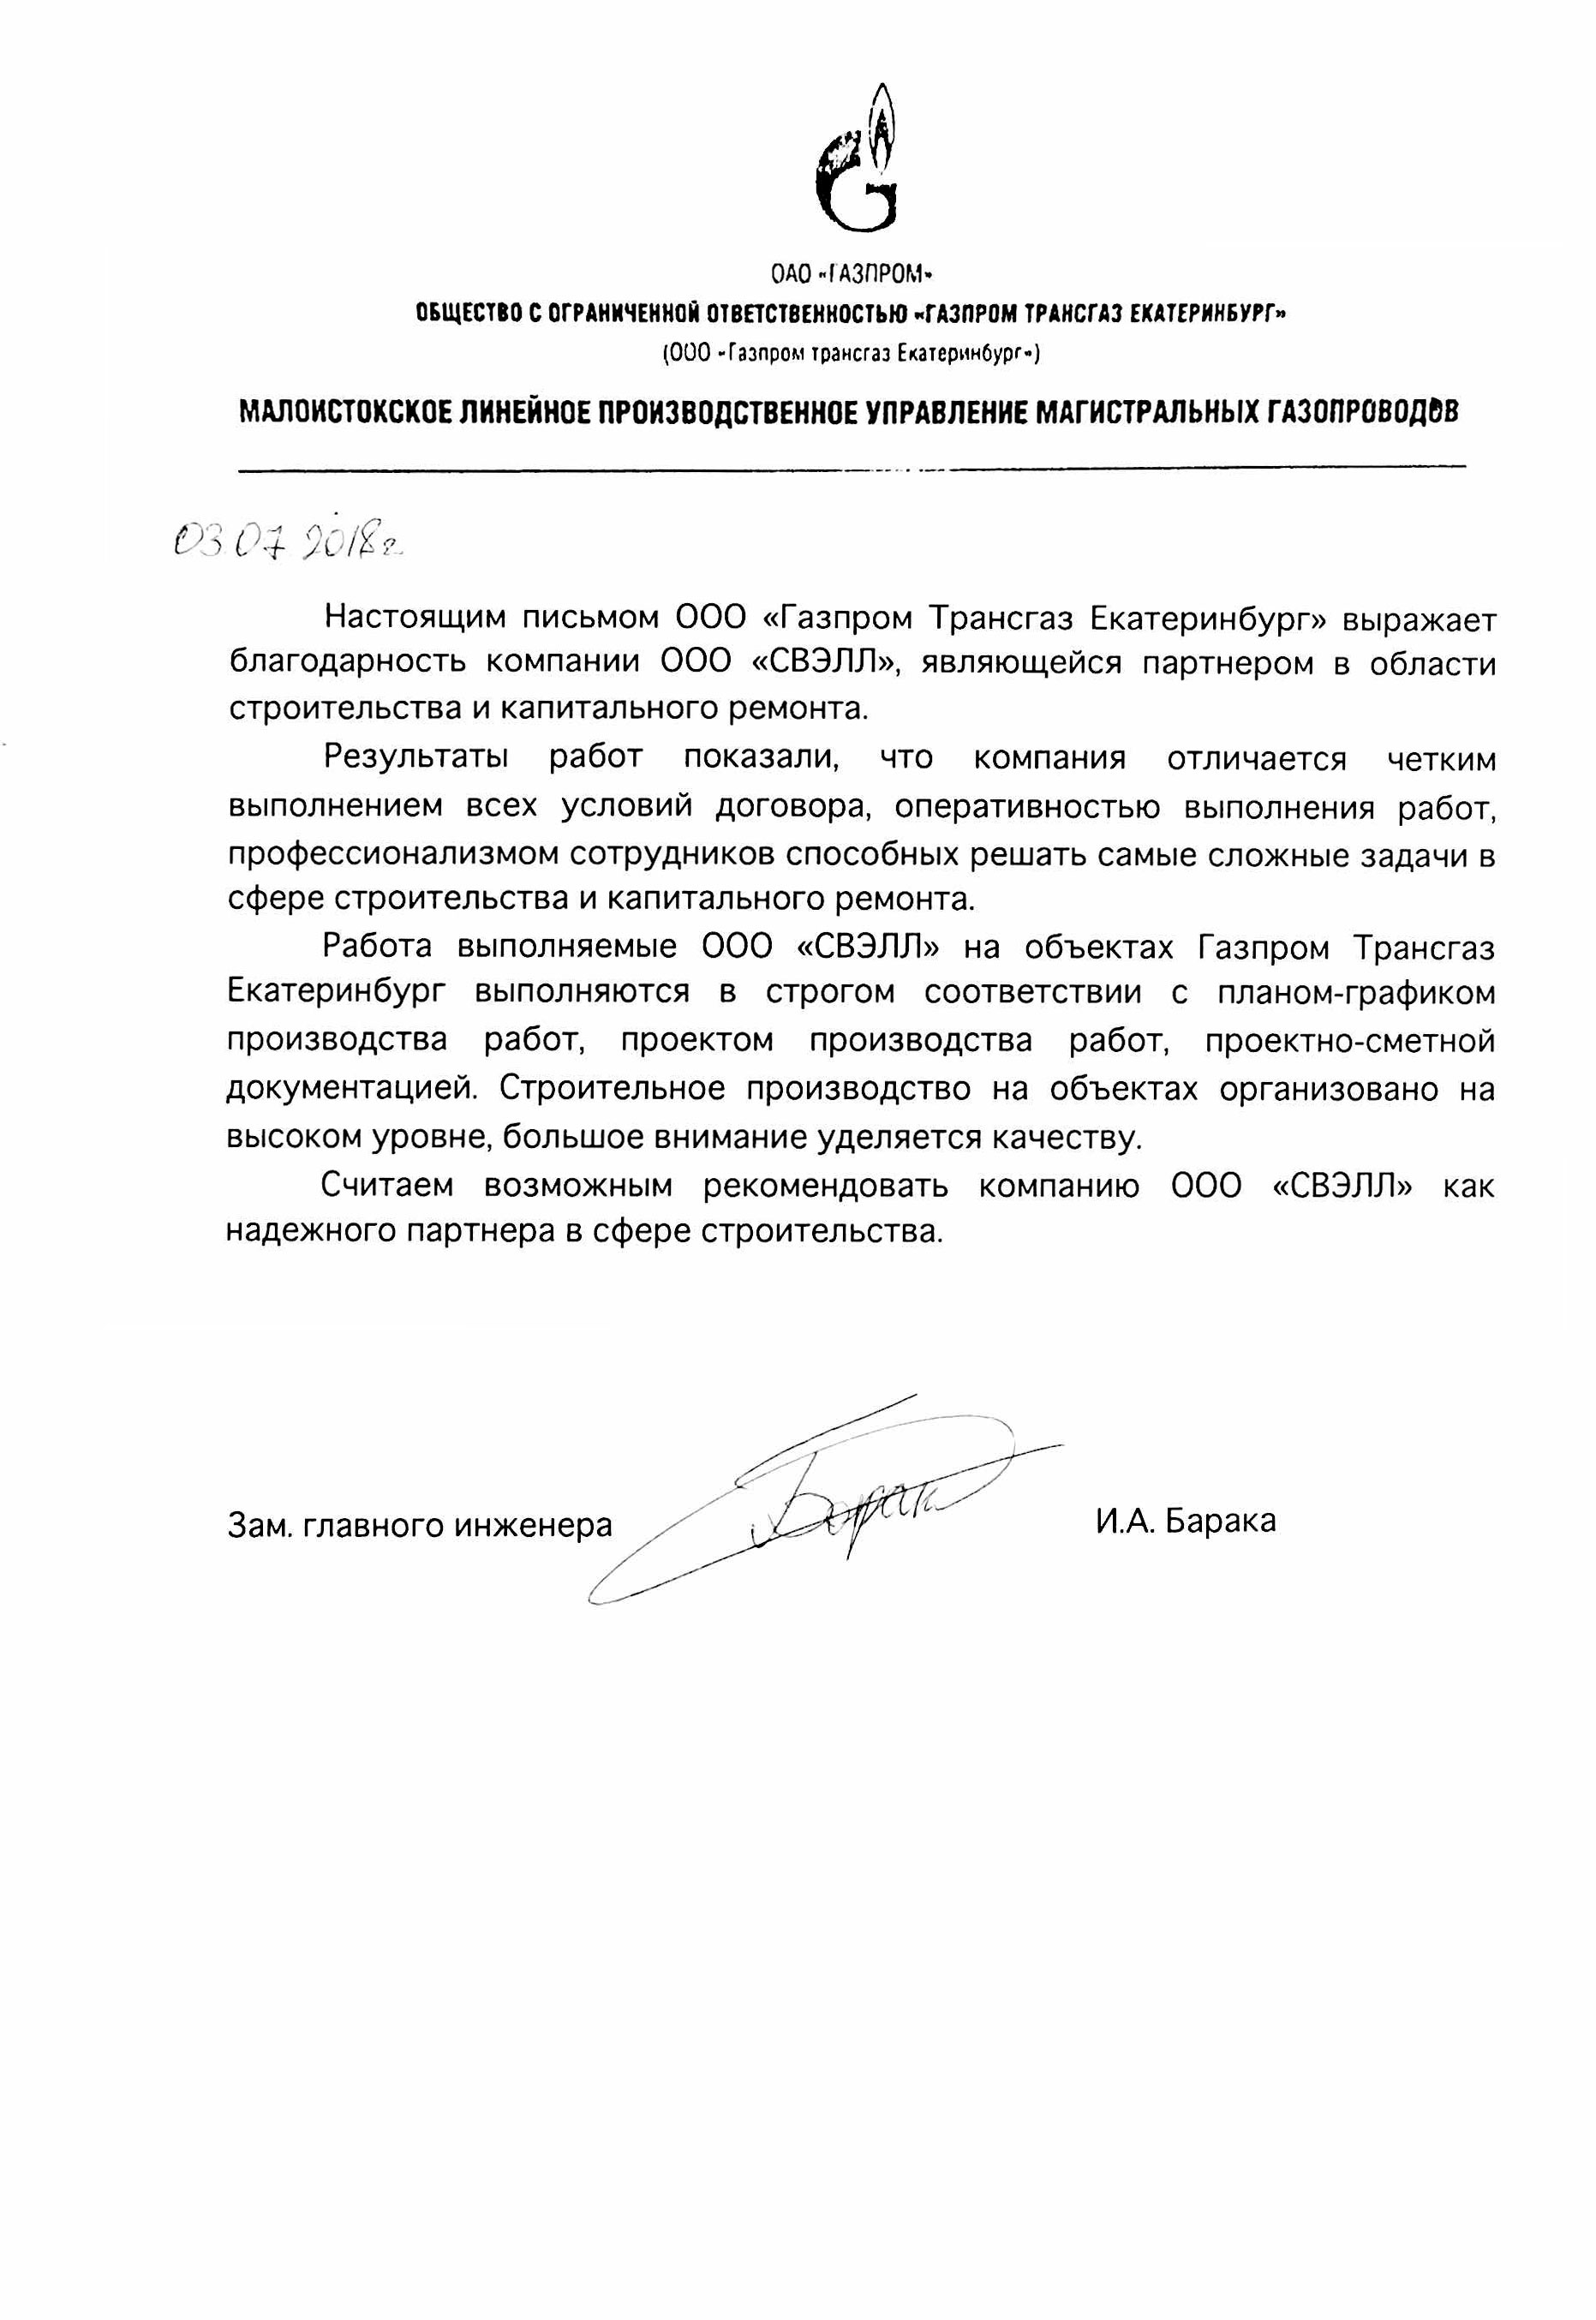 ОАО «ГАЗПРОМ»
ОБЩЕСТВО С ОГРАНИЧЕННОЙ ОТВЕТСТВЕННОСТЬЮ «ГАЗПРОМ ТРАНСГАЗ ЕКАТЕРИНБУРГ»
(ООО «Газпром трансгаз Екатеринбург»)
МАЛОИСТОКСКОЕ ЛИНЕЙНОЕ ПРОИЗВОДСТВЕННОЕ УПРАВЛЕНИЕ МАГИСТРАЛЬНЫХ ГАЗОПРОВОДОВ
03.07 2018г.
Настоящим письмом ООО «Газпром Трансгаз Екатеринбург» выражает
благодарность компании ООО «СВЭЛЛ», являющейся партнером в области
строительства и капитального ремонта.
Результаты работ показали, что компания отличается четким
выполнением всех условий договора, оперативностью выполнения работ,
профессионализмом сотрудников способных решать самые сложные задачи в
сфере строительства и капитального ремонта.
Работа выполняемые ООО «СВЭЛЛ» на объектах Газпром Трансгаз
Екатеринбург выполняются в строгом соответствии с планом-графиком
производства работ, проектом производства работ, проектно-сметной
документацией. Строительное производство на объектах организовано на
высоком уровне, большое внимание уделяется качеству.
Считаем возможным рекомендовать компанию ООО «СВЭЛЛ» как
надежного партнера в сфере строительства.
Зам. главного инженера
Барак
И.А. Барака